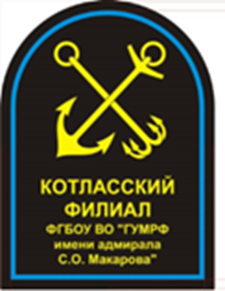 КОТЛАССКИЙ
ФИЛИАЛ
ФГБОУ ВО "ГУМРФ
имени адмирала
С.О. Макарова"